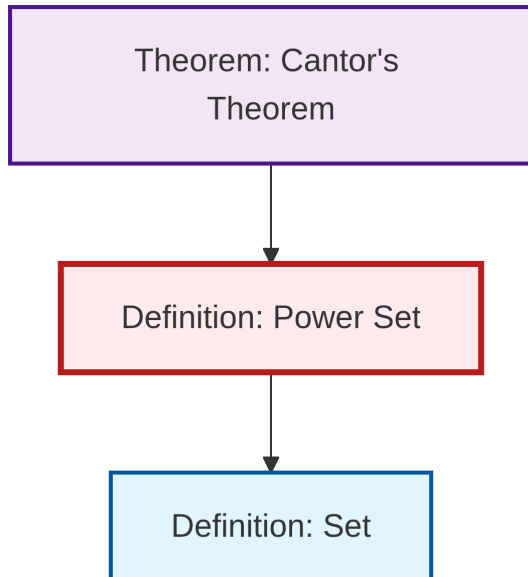 Theorem: Cantor's
Theorem
Definition: Power Set
Definition: Set